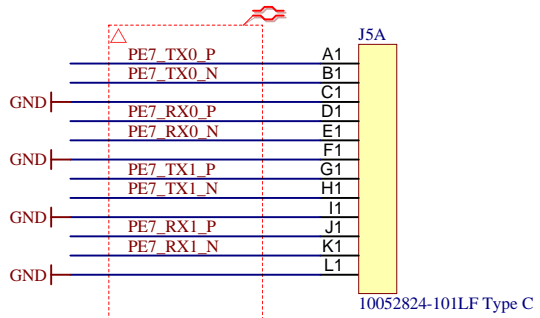 J5A
PE7_TX0_P A1
PE7_TX0_N B1
GND C1
PE7_RX0_P D1
PE7_RX0_N E1
GND F1
PE7_TX1_P G1
PE7_TX1_N H1
GND I1
PE7_RX1_P J1
PE7_RX1_N K1
GND L1
10052824-101LF Type C